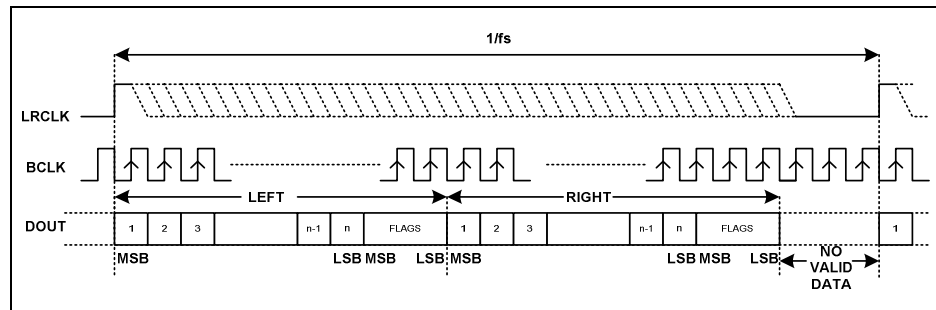 1/fs
LRCLK
BCLK
LEFT RIGHT
DOUT 1 2 3 n-1 n FLAGS 1 2 3 n-1 n FLAGS 1
MSB LSB MSB LSB MSB LSB MSB LSB NO
VALID
DATA